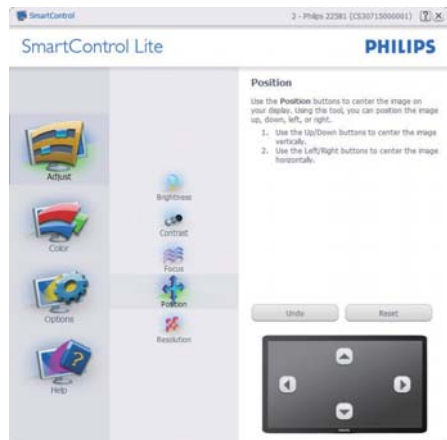 SmartControl
2 - Philips 225B1 (CS30715000001)
SmartControl Lite
PHILIPS
Adjust
Color
Options
Help
Brightness
Contrast
Focus
Position
Resolution
Position
Use the Position buttons to center the image on
your display. Using this tool, you can position the image
up, down, left, or right.
1. Use the Up/Down buttons to center the image
vertically.
2. Use the Left/Right buttons to center the image
horizontally.
Undo
Reset
PHILIPS